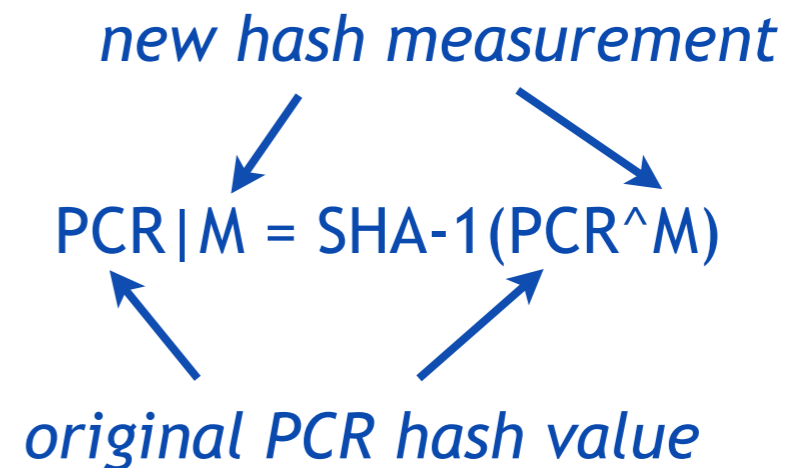 new hash measurement
PCR|M = SHA-1(PCR^M)
original PCR hash value